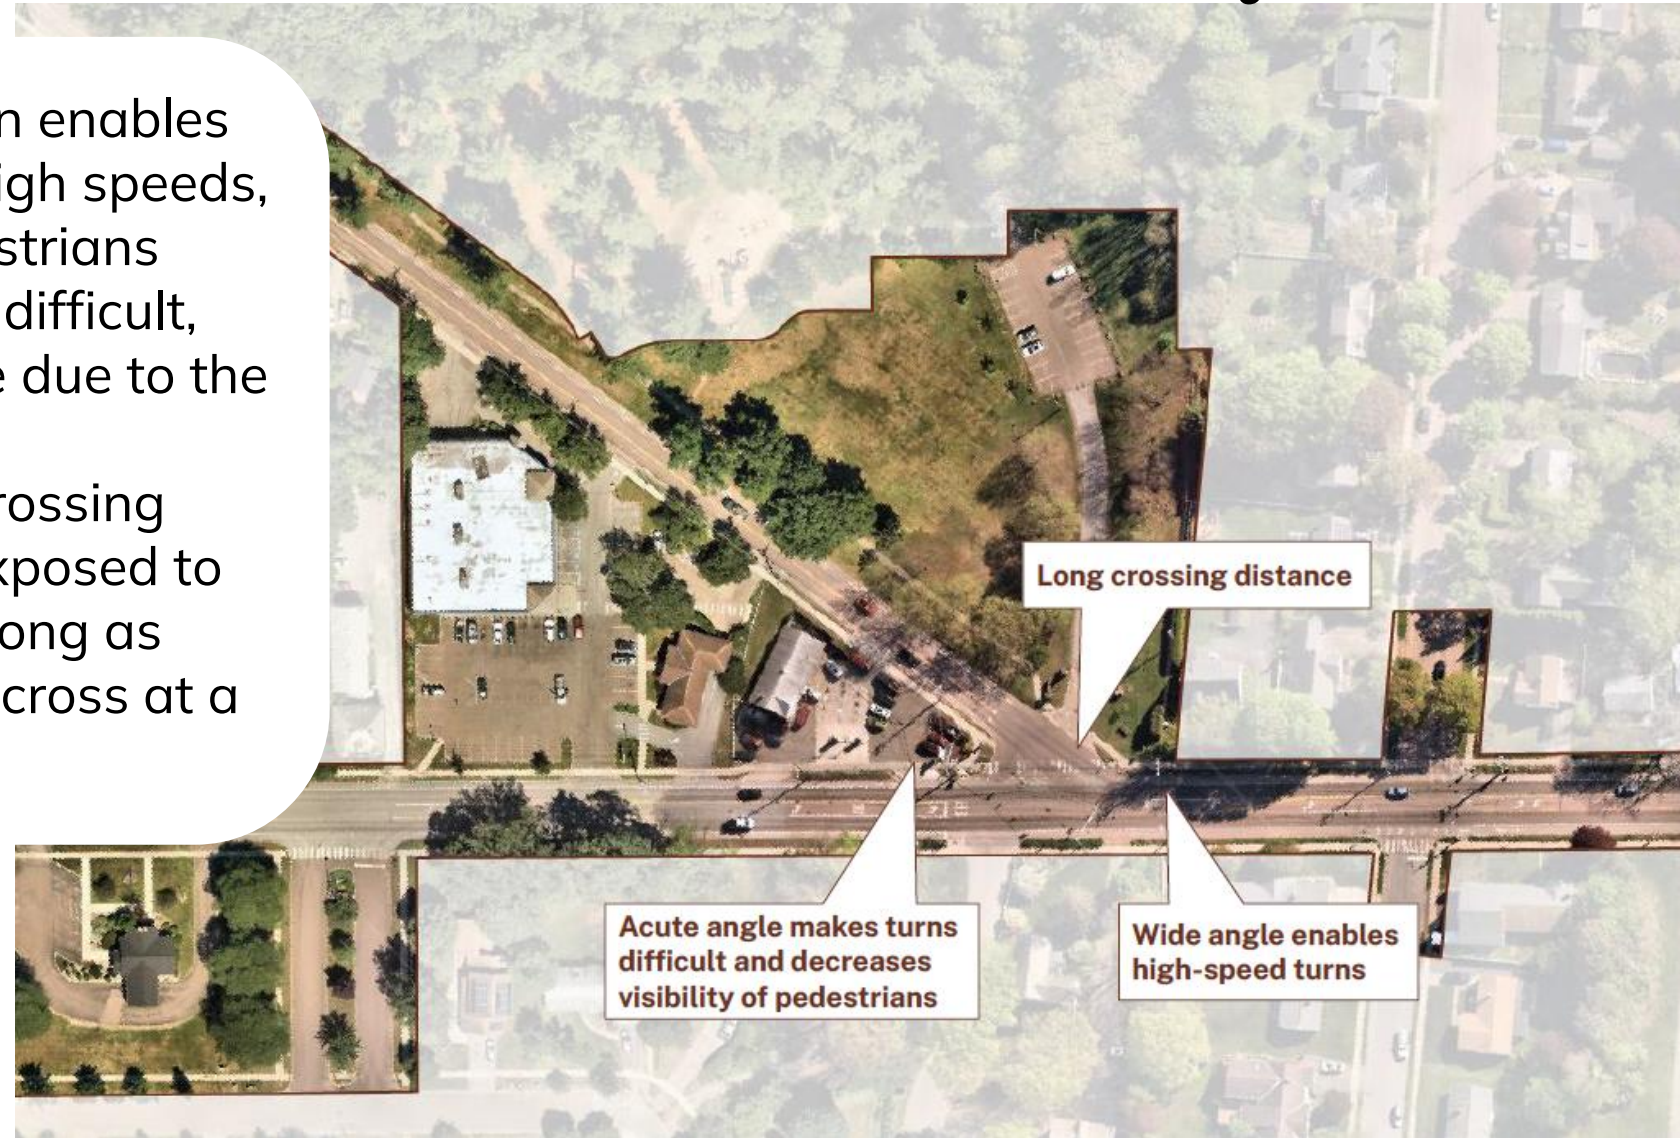 n enables
igh speeds,
strians
difficult,
e due to the
rossing
xposed to
ong as
cross at a
Long crossing distance
Acute angle makes turns
difficult and decreases
visibility of pedestrians
Wide angle enables
high-speed turns